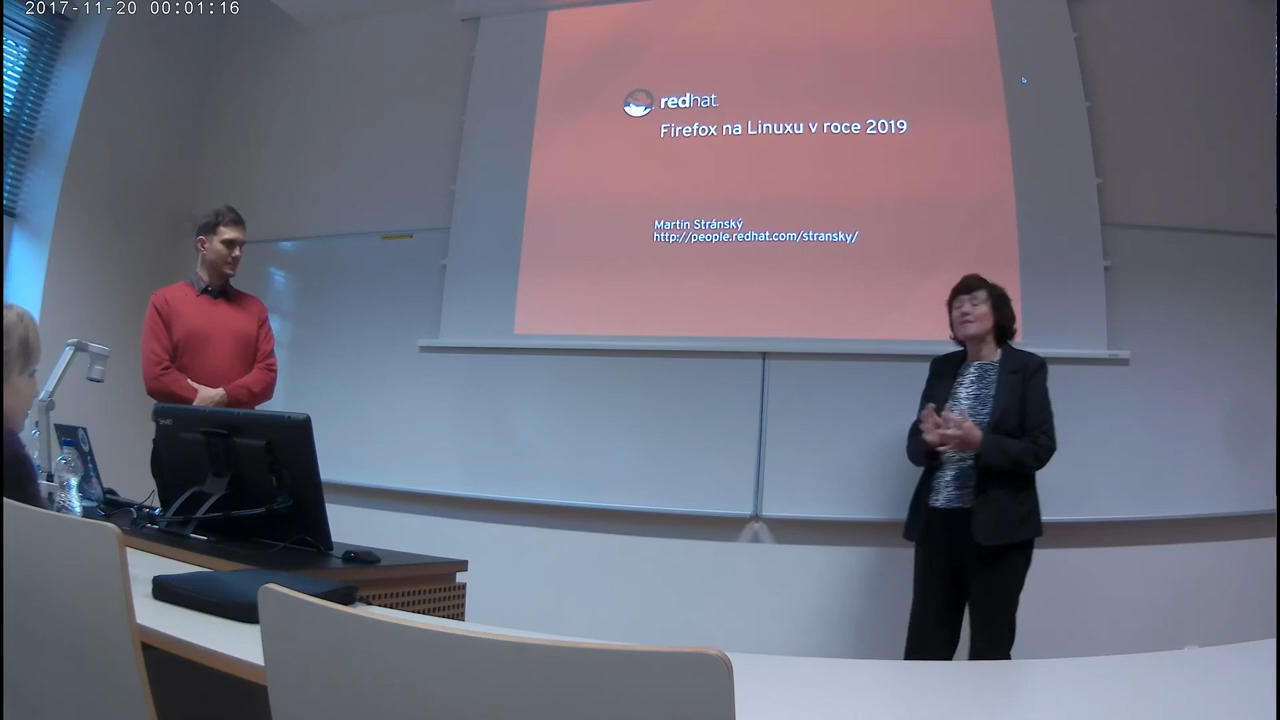 2017-11-20 00:01:16
redhat.
Firefox na Linuxu v roce 2019
Martin Stránský
http://people.redhat.com/stransky/